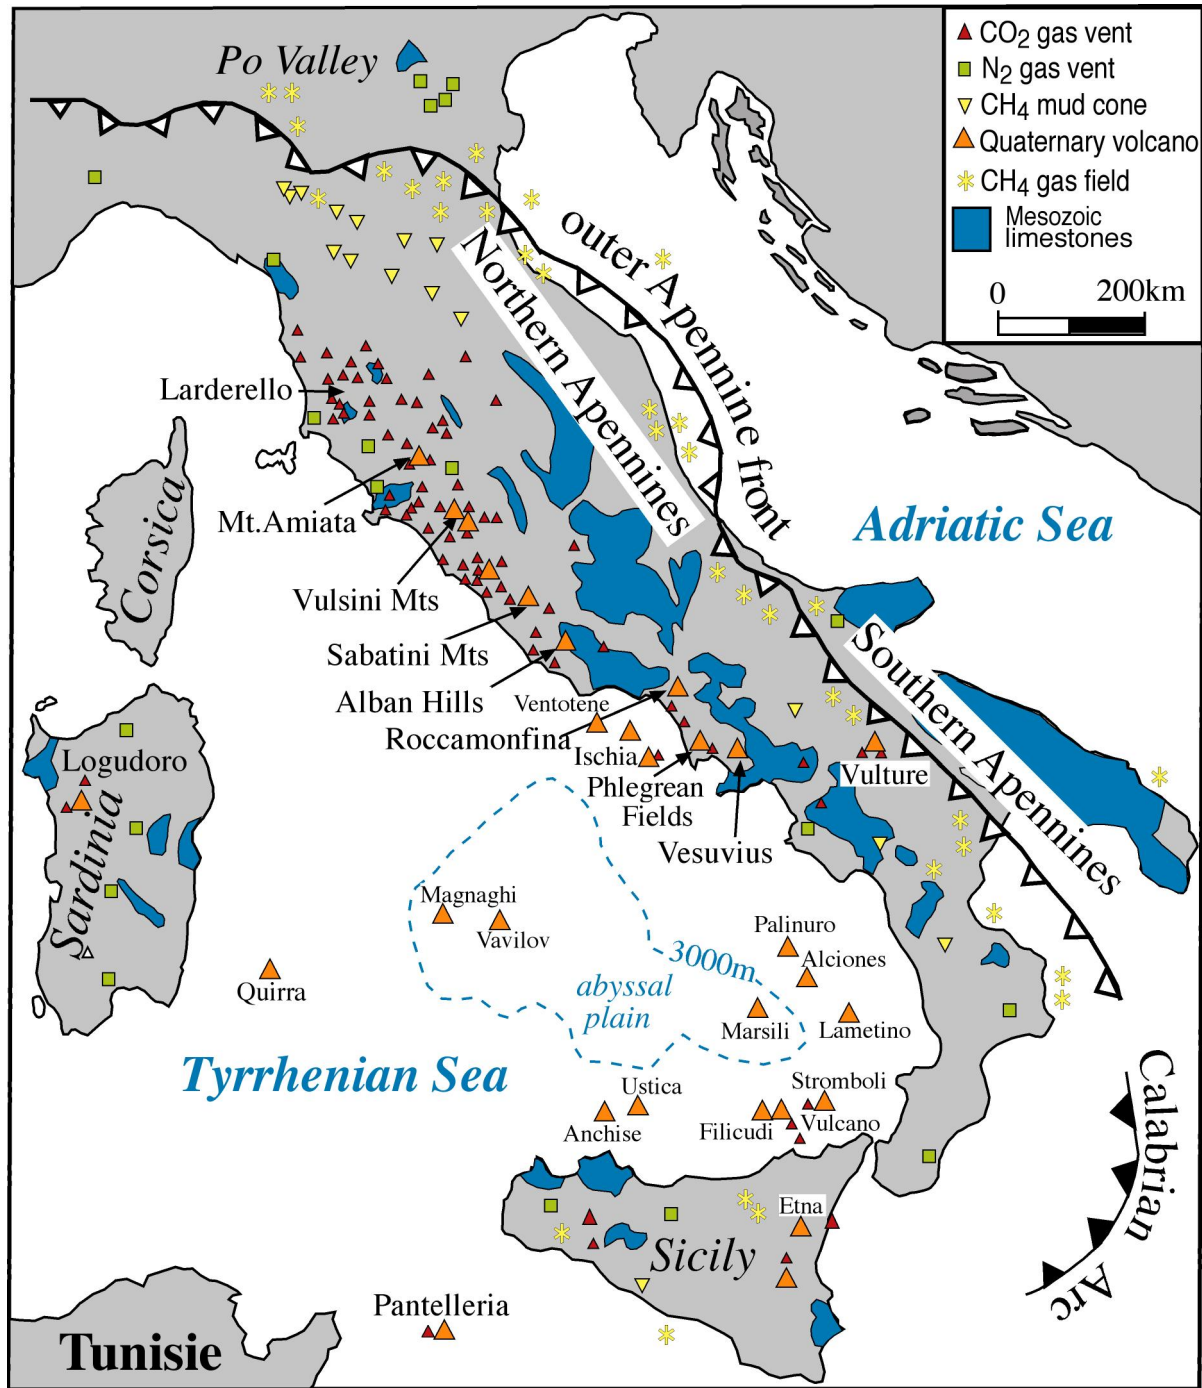 Po Valley
CO₂ gas vent
N₂ gas vent
CH₄ mud cone
Quaternary volcano
CH₄ gas field
Mesozoic
limestones
0 200km
outer Apennine front
Northern Apennines
Larderello
Mt.Amiata
Corsica
Adriatic Sea
Vulsini Mts
Sabatini Mts
Alban Hills
Ventotene
Roccamonfina
Ischia
Phlegrean
Fields
Vesuvius
Vulture
Southern Apennines
Logudoro
Sardinia
Magnaghi
Vavilov
Palinuro
Alciones
3000m
abyssal
plain
Marsili
Lametino
Quirra
Tyrrhenian Sea
Ustica
Anchise
Stromboli
Filicudi
Vulcano
Calabrian
Arc
Etna
Sicily
Pantelleria
Tunisie